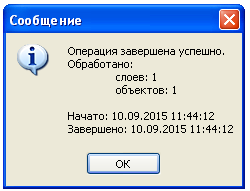 Сообщение
Операция завершена успешно.
Обработано:
слоев: 1
объектов: 1
Начато: 10.09.2015 11:44:12
Завершено: 10.09.2015 11:44:12
OK